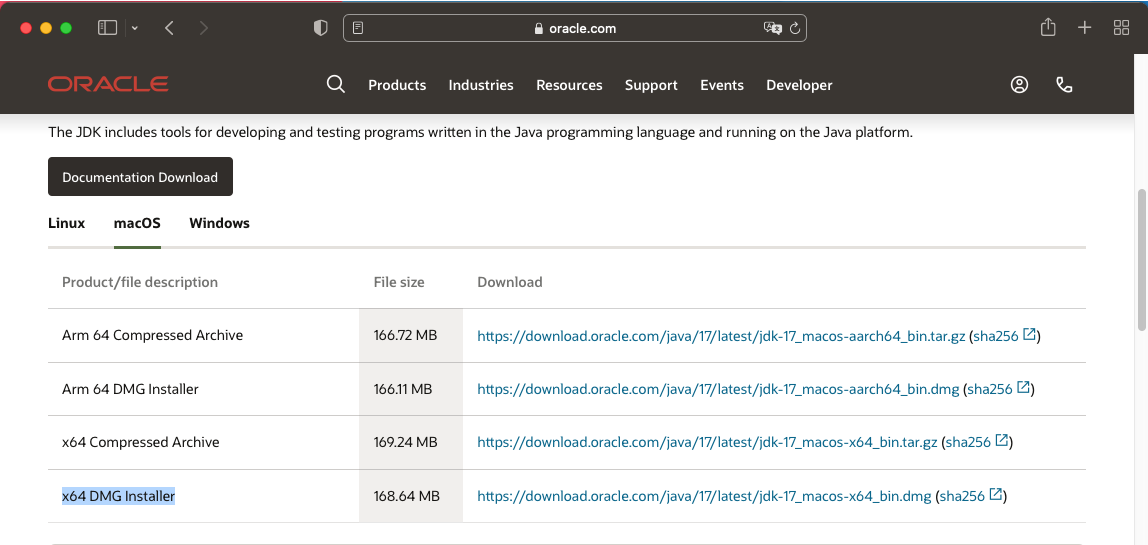 oracle.com
ORACLE
Products Industries Resources Support Events Developer
The JDK includes tools for developing and testing programs written in the Java programming language and running on the Java platform.
Documentation Download
Linux macOS Windows
Product/file description File size Download
Arm 64 Compressed Archive 166.72 MB https://download.oracle.com/java/17/latest/jdk-17_macos-aarch64_bin.tar.gz (sha256)
Arm 64 DMG Installer 166.11 MB https://download.oracle.com/java/17/latest/jdk-17_macos-aarch64_bin.dmg (sha256)
x64 Compressed Archive 169.24 MB https://download.oracle.com/java/17/latest/jdk-17_macos-x64_bin.tar.gz (sha256)
x64 DMG Installer 168.64 MB https://download.oracle.com/java/17/latest/jdk-17_macos-x64_bin.dmg (sha256)